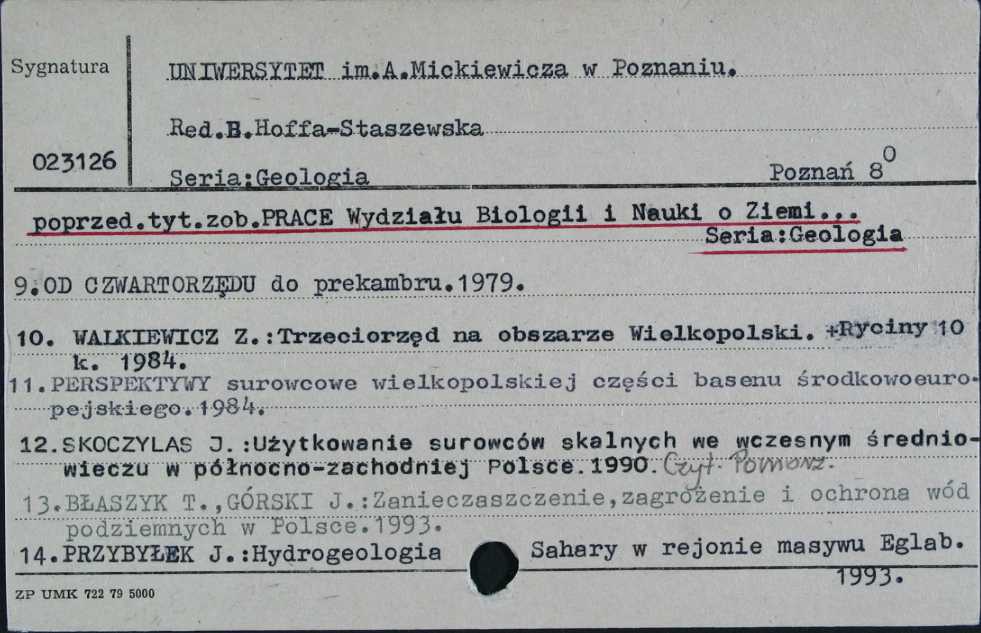 UNIWERSYTET im.A.Mickiewicza w Poznaniu.
Sygnatura
Red.B.Hoffa-Staszewska
023126
Seria:Geologia Poznań 8⁰
poprzed.tyt.zob.PRACE Wydziału Biologii i Nauki o Ziemi...
Seria:Geologia
9.OD CZWARTORZĘDU do prekambru.1979.
10. WALKIEWICZ Z.:Trzeciorzęd na obszarze Wielkopolski. +Ryciny 10
k. 1984.
11.PERSPEKTYWY surowcowe wielkopolskiej części basenu środkowoeuro-
pejskiego.1984.
12.SKOCZYLAS J.:Użytkowanie surowców skalnych we wczesnym średnio-
wieczu w północno-zachodniej Polsce.1990. Czyt. Pomorz.
13.BŁASZYK T.,GÓRSKI J.:Zanieczaszczenie,zagrożenie i ochrona wód
podziemnych w Polsce.1993.
14.PRZYBYŁEK J.:Hydrogeologia Sahary w rejonie masywu Eglab.
1993.
ZP UMK 722 79 5000